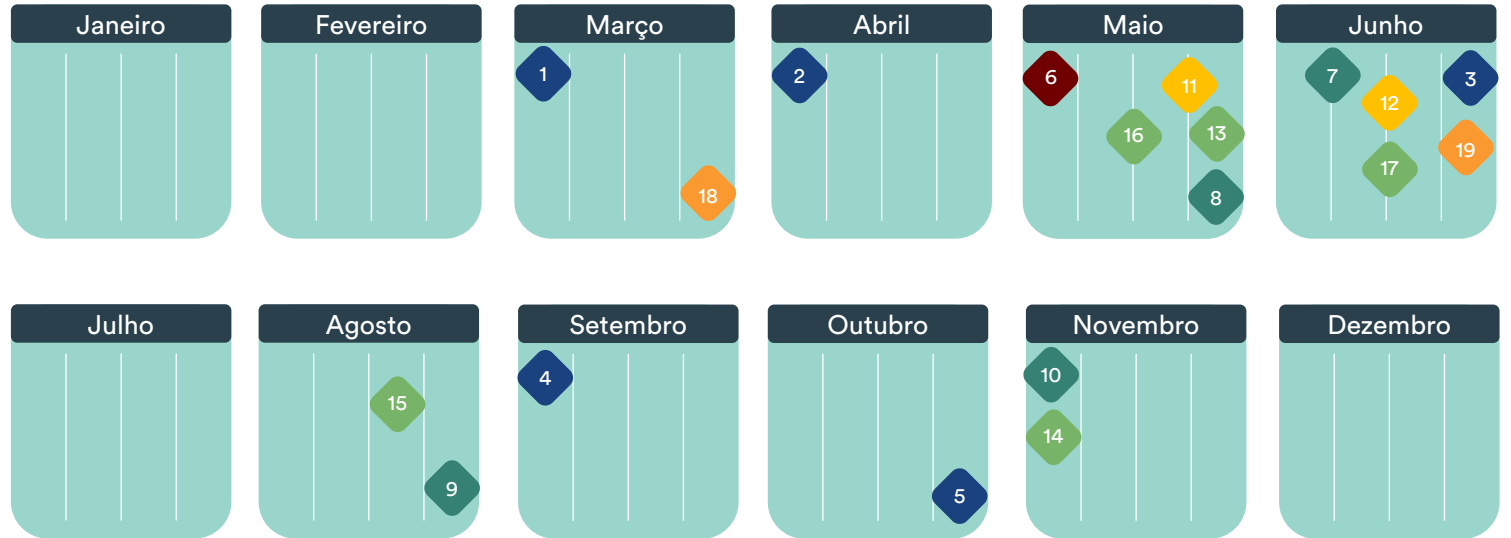 Janeiro
Fevereiro
Março
Abril
Maio
Junho
1
2
6
11
16
13
8
7
3
12
19
17
18
Julho
Agosto
Setembro
Outubro
Novembro
Dezembro
15
9
4
5
10
14